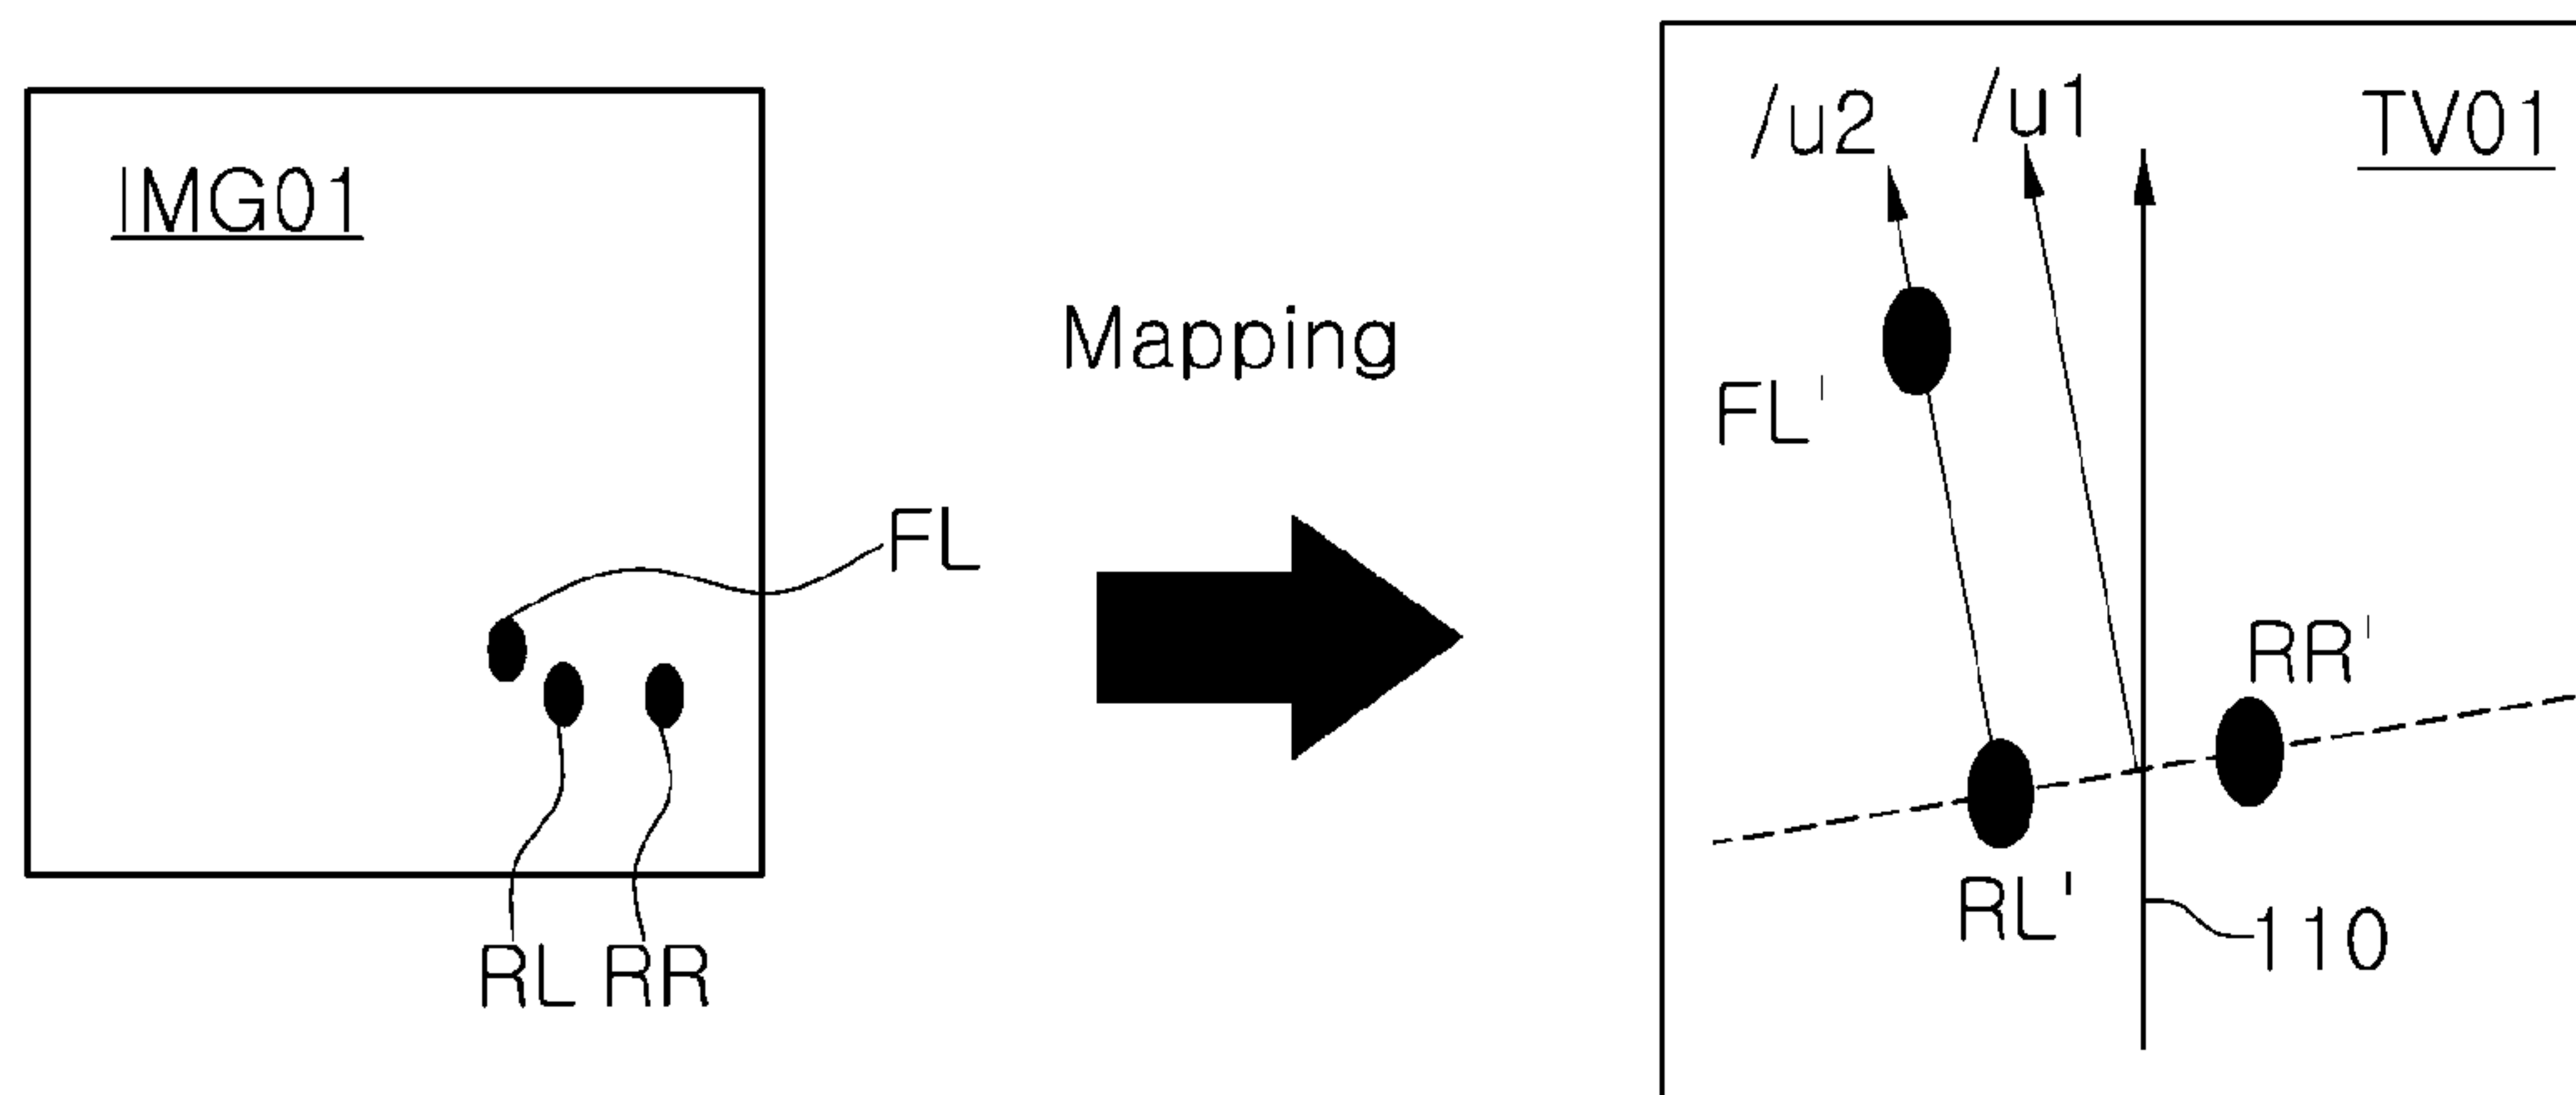 IMG01
FL
RL RR
Mapping
/u2 /u1
TV01
FL'
RR'
RL'
110